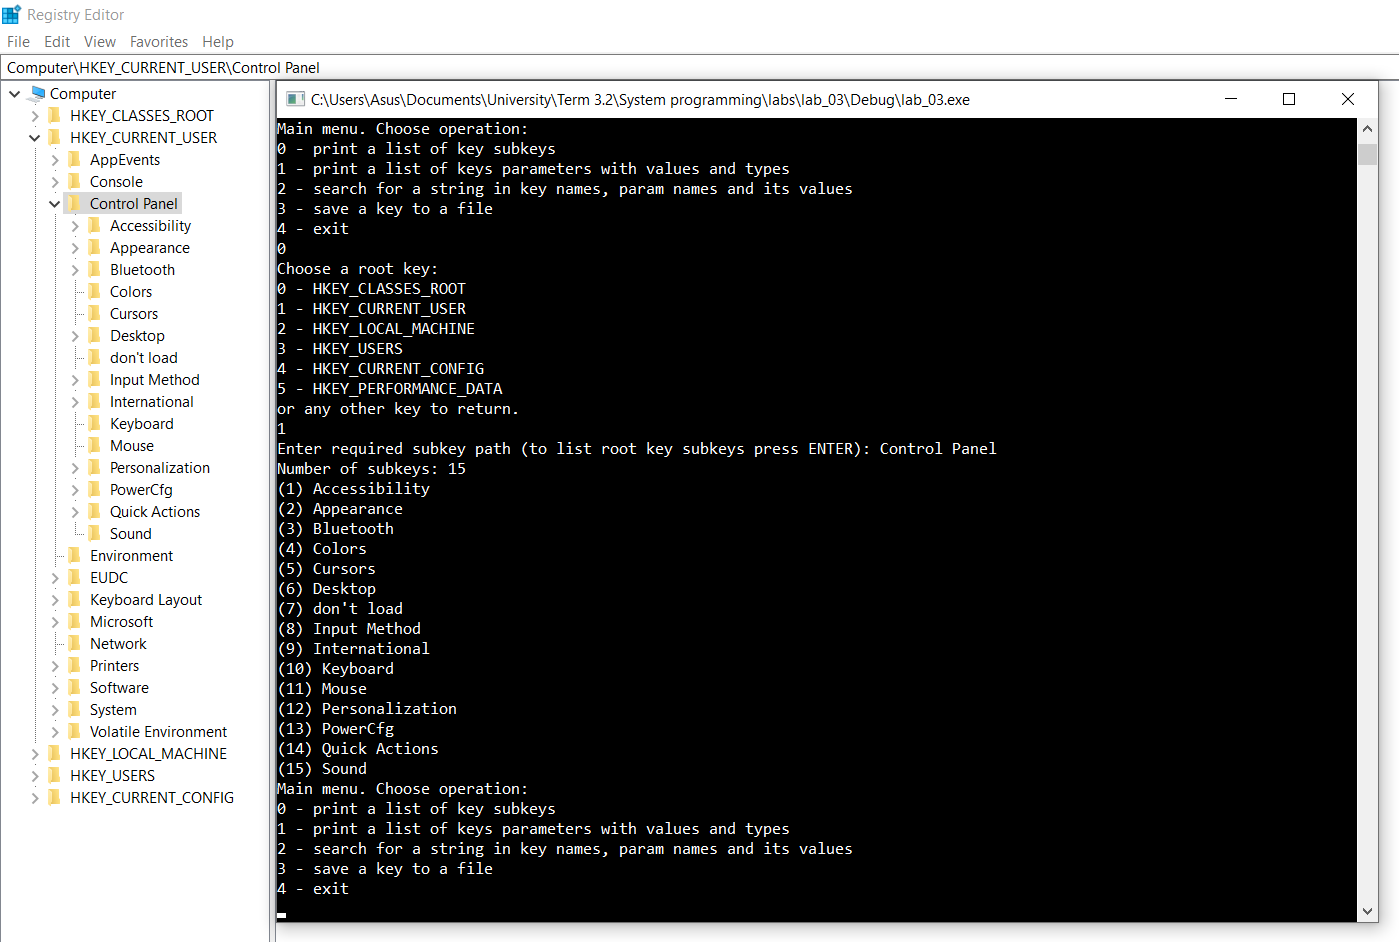 Registry Editor
File Edit View Favorites Help
Computer\HKEY_CURRENT_USER\Control Panel
Computer
HKEY_CLASSES_ROOT
HKEY_CURRENT_USER
AppEvents
Console
Control Panel
Accessibility
Appearance
Bluetooth
Colors
Cursors
Desktop
don't load
Input Method
International
Keyboard
Mouse
Personalization
PowerCfg
Quick Actions
Sound
Environment
EUDC
Keyboard Layout
Microsoft
Network
Printers
Software
System
Volatile Environment
HKEY_LOCAL_MACHINE
HKEY_USERS
HKEY_CURRENT_CONFIG
C:\Users\Asus\Documents\University\Term 3.2\System programming\labs\lab_03\Debug\lab_03.exe
Main menu. Choose operation:
0 - print a list of key subkeys
1 - print a list of keys parameters with values and types
2 - search for a string in key names, param names and its values
3 - save a key to a file
4 - exit
0
Choose a root key:
0 - HKEY_CLASSES_ROOT
1 - HKEY_CURRENT_USER
2 - HKEY_LOCAL_MACHINE
3 - HKEY_USERS
4 - HKEY_CURRENT_CONFIG
5 - HKEY_PERFORMANCE_DATA
or any other key to return.
1
Enter required subkey path (to list root key subkeys press ENTER): Control Panel
Number of subkeys: 15
(1) Accessibility
(2) Appearance
(3) Bluetooth
(4) Colors
(5) Cursors
(6) Desktop
(7) don't load
(8) Input Method
(9) International
(10) Keyboard
(11) Mouse
(12) Personalization
(13) PowerCfg
(14) Quick Actions
(15) Sound
Main menu. Choose operation:
0 - print a list of key subkeys
1 - print a list of keys parameters with values and types
2 - search for a string in key names, param names and its values
3 - save a key to a file
4 - exit